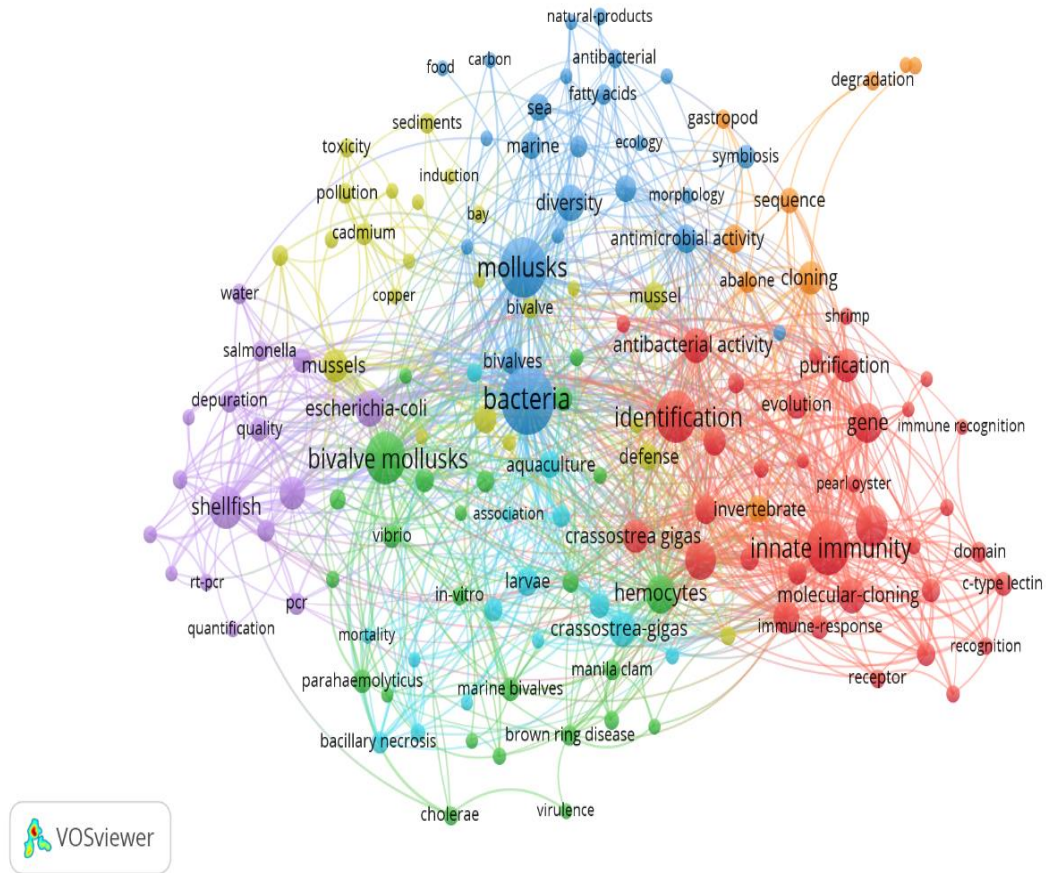 natural-products
carbon
antibacterial
food
degradation
fatty acids
sea
gastropod
sediments
marine
ecology
toxicity
symbiosis
induction
pollution
morphology
sequence
diversity
bay
cadmium
antimicrobial activity
mollusks
cloning
abalone
water
copper
mussel
bivalve
shrimp
salmonella
antibacterial activity
bivalves
mussels
purification
depuration
bacteria
escherichia-coli
evolution
identification
gene
immune recognition
quality
bivalve mollusks
defense
aquaculture
pearl oyster
shellfish
association
invertebrate
vibrio
crassostrea gigas
innate immunity
domain
rt-pcr
larvae
c-type lectin
in-vitro
hemocytes
molecular-cloning
pcr
quantification
crassostrea-gigas
immune-response
mortality
recognition
manila clam
parahaemolyticus
marine bivalves
receptor
brown ring disease
bacillary necrosis
cholerae
virulence
VOSviewer